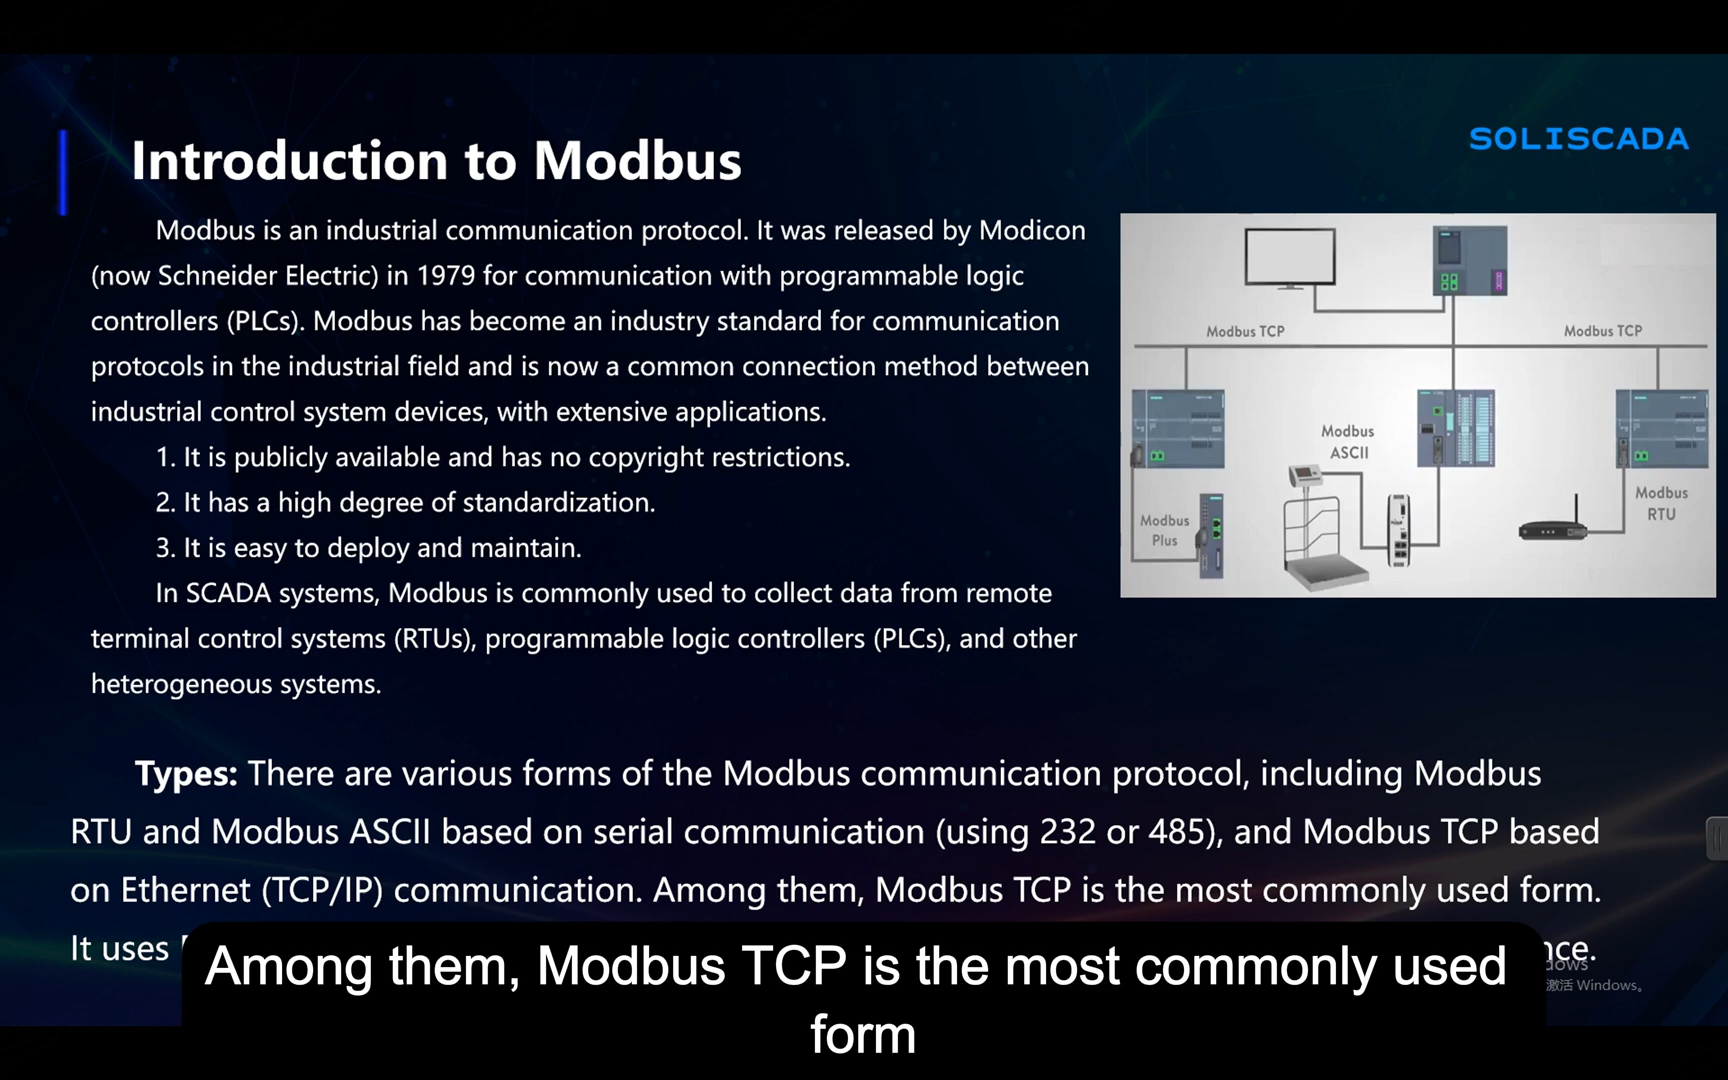 SOLISCADA
Introduction to Modbus
Modbus is an industrial communication protocol. It was released by Modicon
(now Schneider Electric) in 1979 for communication with programmable logic
controllers (PLCs). Modbus has become an industry standard for communication
protocols in the industrial field and is now a common connection method between
industrial control system devices, with extensive applications.
1. It is publicly available and has no copyright restrictions.
2. It has a high degree of standardization.
3. It is easy to deploy and maintain.
In SCADA systems, Modbus is commonly used to collect data from remote
terminal control systems (RTUs), programmable logic controllers (PLCs), and other
heterogeneous systems.
Modbus TCP
Modbus TCP
Modbus
ASCII
Modbus
Plus
Modbus
RTU
Types: There are various forms of the Modbus communication protocol, including Modbus
RTU and Modbus ASCII based on serial communication (using 232 or 485), and Modbus TCP based
on Ethernet (TCP/IP) communication. Among them, Modbus TCP is the most commonly used form.
It uses
Among them, Modbus TCP is the most commonly used
form
激活 Windows。